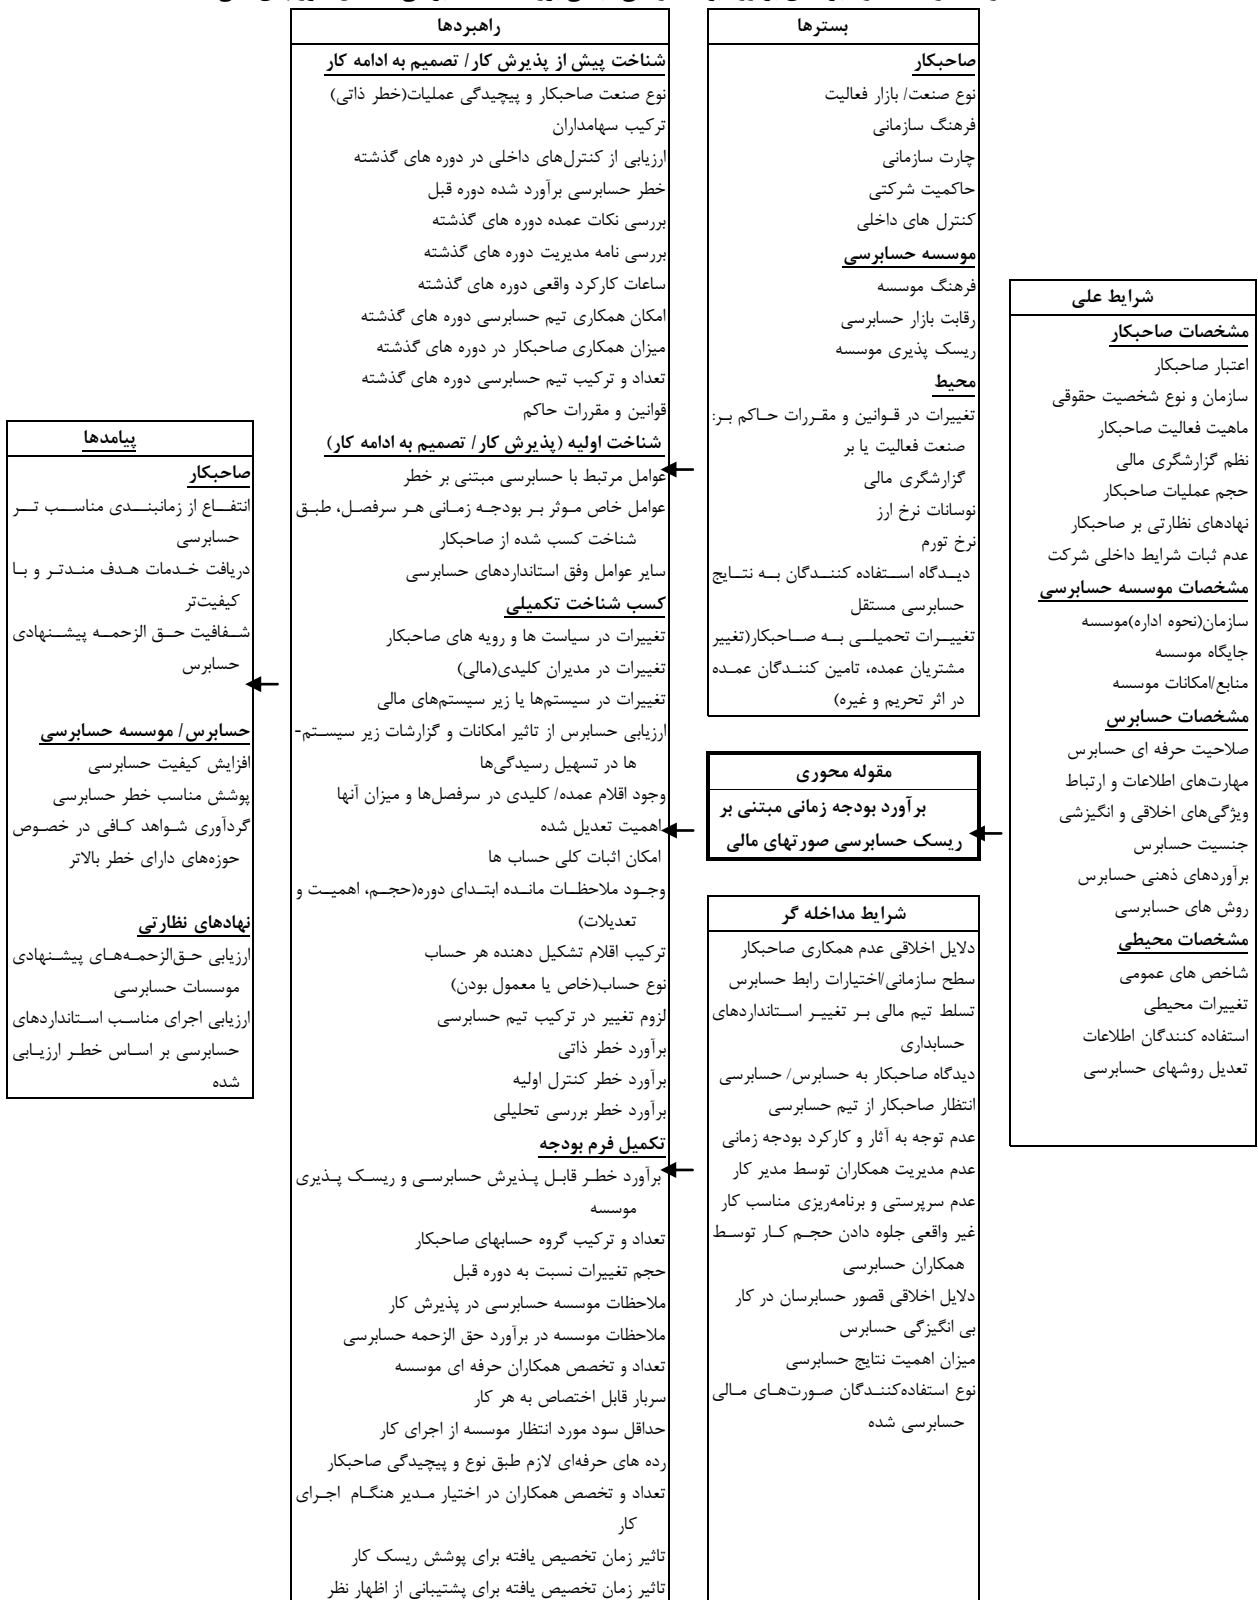 شرایط علی
مشخصات صاحبکار
اعتبار صاحبکار
سازمان و نوع شخصیت حقوقی
ماهیت فعالیت صاحبکار
نظم گزارشگری مالی
حجم عملیات صاحبکار
نهادهای نظارتی بر صاحبکار
عدم ثبات شرایط داخلی شرکت
مشخصات موسسه حسابرسی
سازمان(نحوه اداره)موسسه
جایگاه موسسه
منابع/امکانات موسسه
مشخصات حسابرس
صلاحیت حرفه ای حسابرس
مهارت‌های اطلاعات و ارتباط
ویژگی‌های اخلاقی و انگیزشی
جنسیت حسابرس
برآوردهای ذهنی حسابرس
روش های حسابرسی
مشخصات محیطی
شاخص های عمومی
تغییرات محیطی
استفاده کنندگان اطلاعات
تعدیل روشهای حسابرسی
بسترها
صاحبکار
نوع صنعت/ بازار فعالیت
فرهنگ سازمانی
چارت سازمانی
حاکمیت شرکتی
کنترل های داخلی
موسسه حسابرسی
فرهنگ موسسه
رقابت بازار حسابرسی
ریسک پذیری موسسه
محیط
تغییرات در قوانین و مقررات حاکم بر:
صنعت فعالیت یا بر
گزارشگری مالی
نوسانات نرخ ارز
نرخ تورم
دیدگاه استفاده کنندگان به نتایج
حسابرسی مستقل
تغییرات تحمیلی به صاحبکار(تغییر
مشتریان عمده، تامین کنندگان عمده
در اثر تحریم و غیره)
مقوله محوری
برآورد بودجه زمانی مبتنی بر
ریسک حسابرسی صورتهای مالی
شرایط مداخله گر
دلایل اخلاقی عدم همکاری صاحبکار
سطح سازمانی/اختیارات رابط حسابرس
تسلط تیم مالی بر تغییر استانداردهای
حسابداری
دیدگاه صاحبکار به حسابرس/ حسابرسی
انتظار صاحبکار از تیم حسابرسی
عدم توجه به آثار و کارکرد بودجه زمانی
عدم مدیریت همکاران توسط مدیر کار
عدم سرپرستی و برنامه‌ریزی مناسب کار
غیر واقعی جلوه دادن حجم کار توسط
همکاران حسابرسی
دلایل اخلاقی قصور حسابرسان در کار
بی انگیزگی حسابرس
میزان اهمیت نتایج حسابرسی
نوع استفاده‌کنندگان صورت‌های مالی
حسابرسی شده
راهبردها
شناخت پیش از پذیرش کار/ تصمیم به ادامه کار
نوع صنعت صاحبکار و پیچیدگی عملیات(خطر ذاتی)
ترکیب سهامداران
ارزیابی از کنترل‌های داخلی در دوره های گذشته
خطر حسابرسی برآورد شده دوره قبل
بررسی نکات عمده دوره های گذشته
بررسی نامه مدیریت دوره های گذشته
ساعات کارکرد واقعی دوره های گذشته
امکان همکاری تیم حسابرسی دوره های گذشته
میزان همکاری صاحبکار در دوره های گذشته
تعداد و ترکیب تیم حسابرسی دوره های گذشته
قوانین و مقررات حاکم
شناخت اولیه (پذیرش کار/ تصمیم به ادامه کار)
عوامل مرتبط با حسابرسی مبتنی بر خطر
عوامل خاص موثر بر بودجه زمانی هر سرفصل، طبق
شناخت کسب شده از صاحبکار
سایر عوامل وفق استانداردهای حسابرسی
کسب شناخت تکمیلی
تغییرات در سیاست ها و رویه های صاحبکار
تغییرات در مدیران کلیدی(مالی)
تغییرات در سیستم‌ها یا زیر سیستم‌های مالی
ارزیابی حسابرس از تاثیر امکانات و گزارشات زیر سیستم-
ها در تسهیل رسیدگی‌ها
وجود اقلام عمده/ کلیدی در سرفصل‌ها و میزان آنها
اهمیت تعدیل شده
امکان اثبات کلی حساب ها
وجود ملاحظات مانده ابتدای دوره(حجم، اهمیت و
تعدیلات)
ترکیب اقلام تشکیل دهنده هر حساب
نوع حساب(خاص یا معمول بودن)
لزوم تغییر در ترکیب تیم حسابرسی
برآورد خطر ذاتی
برآورد خطر کنترل اولیه
برآورد خطر بررسی تحلیلی
تکمیل فرم بودجه
برآورد خطر قابل پذیرش حسابرسی و ریسک پذیری
موسسه
تعداد و ترکیب گروه حسابهای صاحبکار
حجم تغییرات نسبت به دوره قبل
ملاحظات موسسه حسابرسی در پذیرش کار
ملاحظات موسسه در برآورد حق الزحمه حسابرسی
تعداد و تخصص همکاران حرفه ای موسسه
سربار قابل اختصاص به هر کار
حداقل سود مورد انتظار موسسه از اجرای کار
رده های حرفه‌ای لازم طبق نوع و پیچیدگی صاحبکار
تعداد و تخصص همکاران در اختیار مدیر هنگام اجرای
کار
تاثیر زمان تخصیص یافته برای پوشش ریسک کار
تاثیر زمان تخصیص یافته برای پشتیبانی از اظهار نظر
پیامدها
صاحبکار
انتفاع از زمانبندی مناسب تر
حسابرسی
دریافت خدمات هدف مندتر و با
کیفیت‌تر
شفافیت حق الزحمه پیشنهادی
حسابرس
حسابرس/ موسسه حسابرسی
افزایش کیفیت حسابرسی
پوشش مناسب خطر حسابرسی
گردآوری شواهد کافی در خصوص
حوزه‌های دارای خطر بالاتر
نهادهای نظارتی
ارزیابی حق‌الزحمه‌های پیشنهادی
موسسات حسابرسی
ارزیابی اجرای مناسب استانداردهای
حسابرسی بر اساس خطر ارزیابی
شده